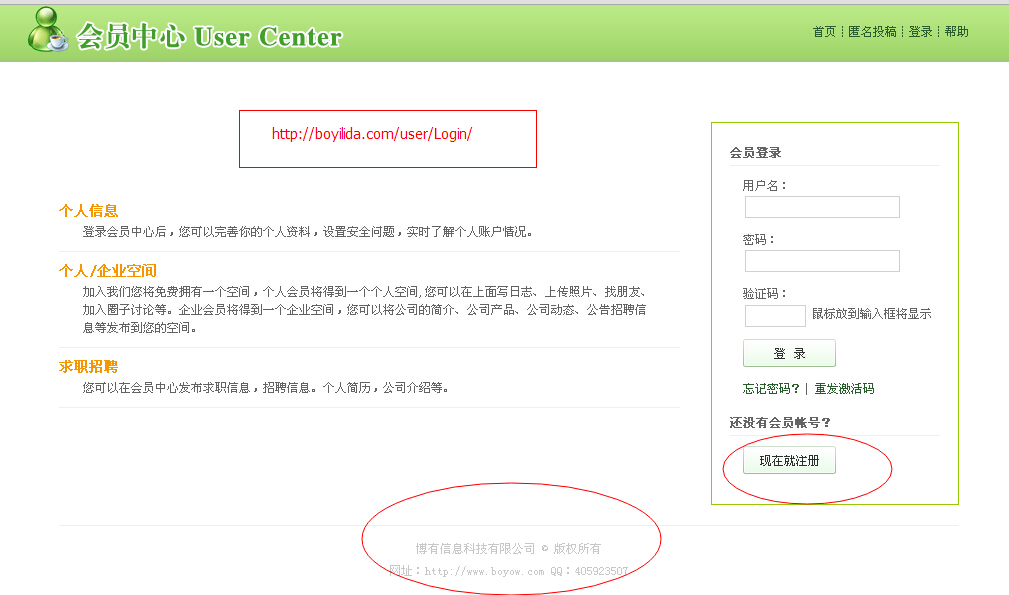 会员中心 User Center
首页┊匿名投稿┊登录┊帮助
http://boyilida.com/user/Login/
个人信息
登录会员中心后，您可以完善你的个人资料，设置安全问题，实时了解个人账户情况。
个人/企业空间
加入我们您将免费拥有一个空间，个人会员将得到一个个人空间,您可以在上面写日志、上传照片、找朋友、
加入圈子讨论等。企业会员将得到一个企业空间，您可以将公司的简介、公司产品、公司动态、公告招聘信
息等发布到您的空间。
求职招聘
您可以在会员中心发布求职信息，招聘信息。个人简历，公司介绍等。
会员登录
用户名：
密码：
验证码：
鼠标放到输入框将显示
登 录
忘记密码？| 重发激活码
还没有会员帐号？
现在就注册
博有信息科技有限公司 © 版权所有
网址：http://www.boyow.com QQ：405923507